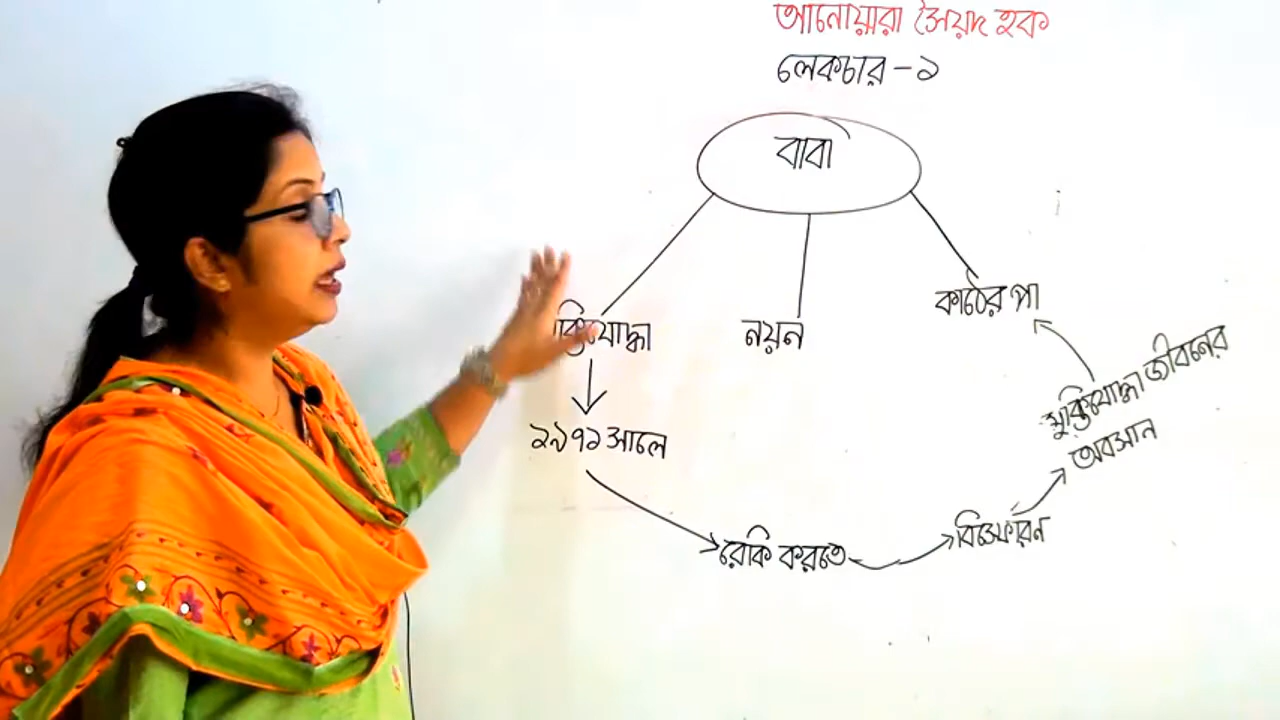 আনোয়ারা সৈয়দ হক
লেকচার - ১
বাবা
ক্তিযোদ্ধা
নয়ন
কাঠের পা
১৯৭১ সালে
মুক্তিযোদ্ধা জীবনের
অবসান
রেকি করতে
বিস্ফোরন